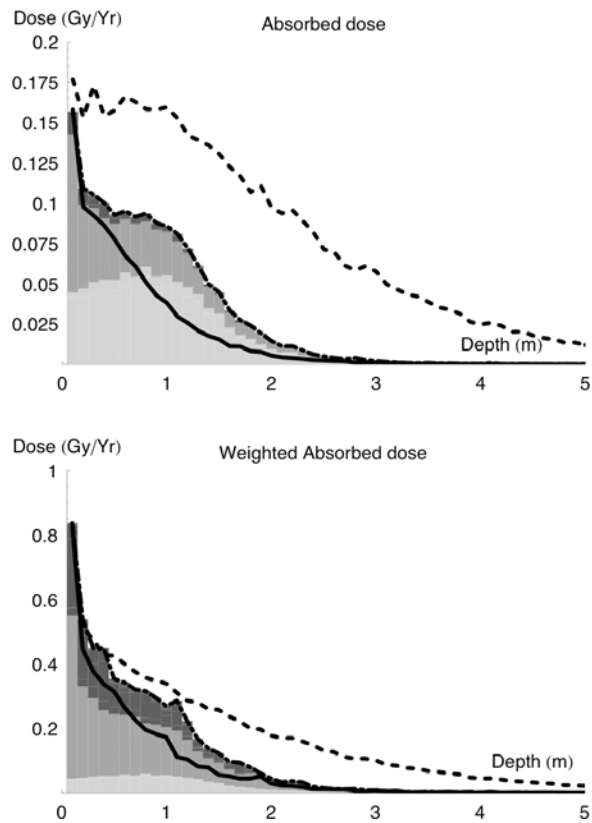 Dose (Gy/Yr)
Absorbed dose
0.2
0.175
0.15
0.125
0.1
0.075
0.05
0.025
Depth (m)
0 1 2 3 4 5
Dose (Gy/Yr)
Weighted Absorbed dose
1
0.8
0.6
0.4
0.2
Depth (m)
0 1 2 3 4 5